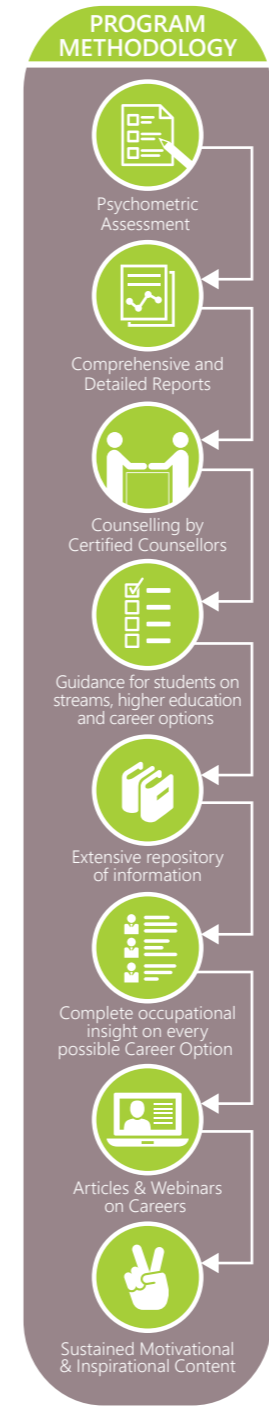 PROGRAM
METHODOLOGY
Psychometric
Assessment
Comprehensive and
Detailed Reports
Counselling by
Certified Counsellors
Guidance for students on
streams, higher education
and career options
Extensive repository
of information
Complete occupational
insight on every
possible Career Option
Articles & Webinars
on Careers
Sustained Motivational
& Inspirational Content